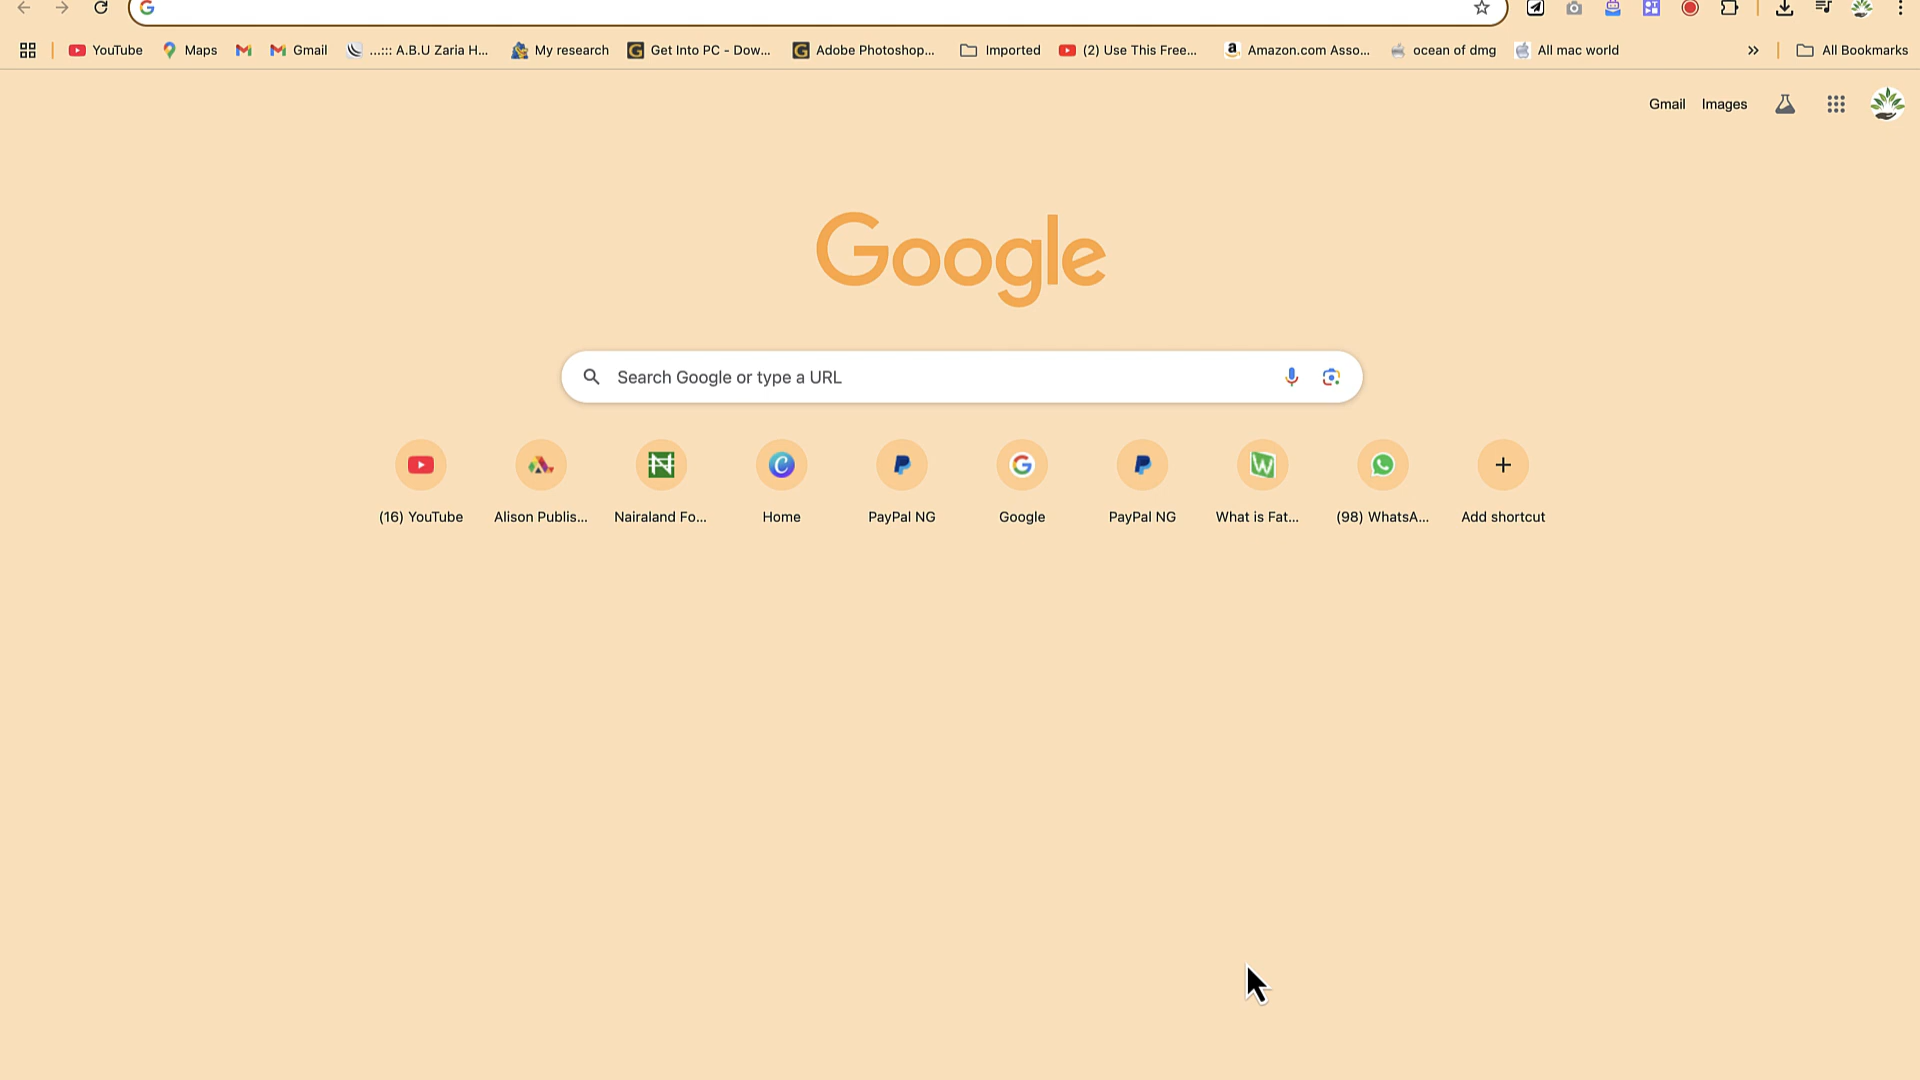 YouTube Maps Gmail ...::: A.B.U Zaria H... My research Get Into PC - Dow... Adobe Photoshop... Imported (2) Use This Free... Amazon.com Asso... ocean of dmg All mac world » All Bookmarks
Gmail Images
Google
Search Google or type a URL
(16) YouTube Alison Publis... Nairaland Fo... Home PayPal NG Google PayPal NG What is Fat... (98) WhatsA... Add shortcut